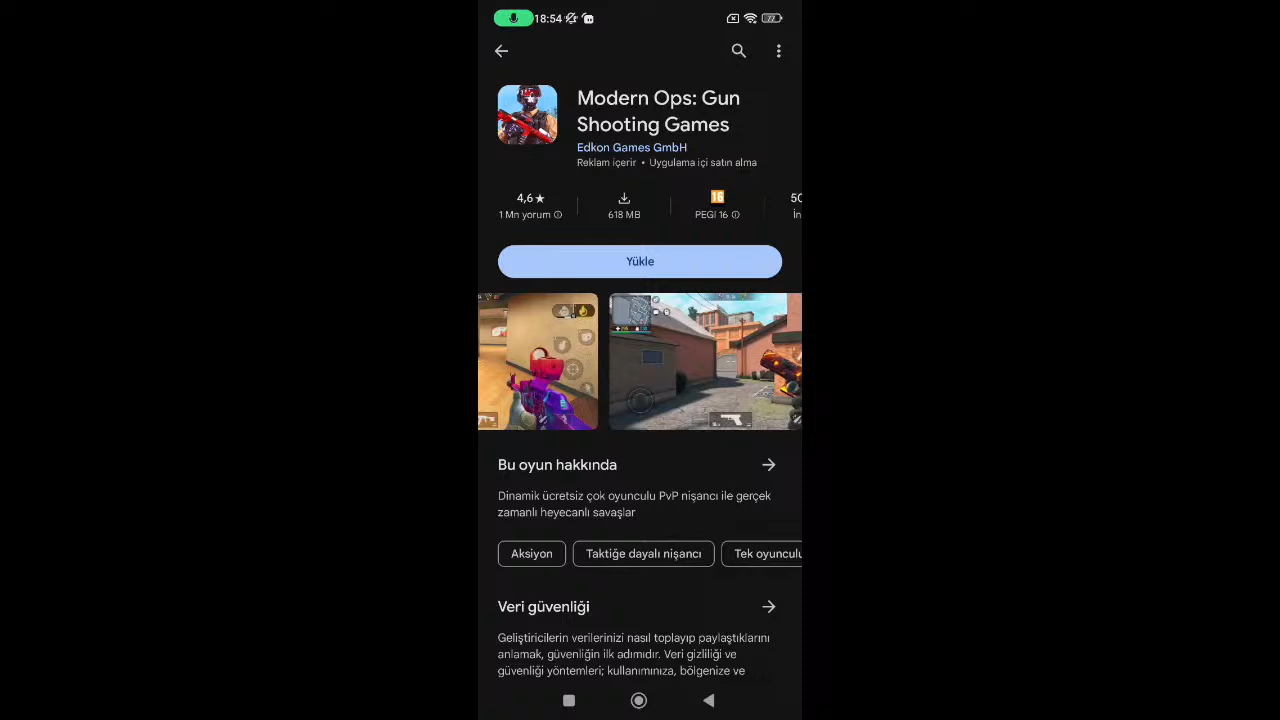 18:54
77
Modern Ops: Gun
Shooting Games
Edkon Games GmbH
Reklam içerir • Uygulama içi satın alma
4,6★
1 Mn yorum
618 MB
16
PEGI 16
50
İn
Yükle
Bu oyun hakkında
Dinamik ücretsiz çok oyunculu PvP nişancı ile gerçek
zamanlı heyecanlı savaşlar
Aksiyon
Taktiğe dayalı nişancı
Tek oyunculu
Veri güvenliği
Geliştiricilerin verilerinizi nasıl toplayıp paylaştıklarını
anlamak, güvenliğin ilk adımıdır. Veri gizliliği ve
güvenliği yöntemleri; kullanımınıza, bölgenize ve